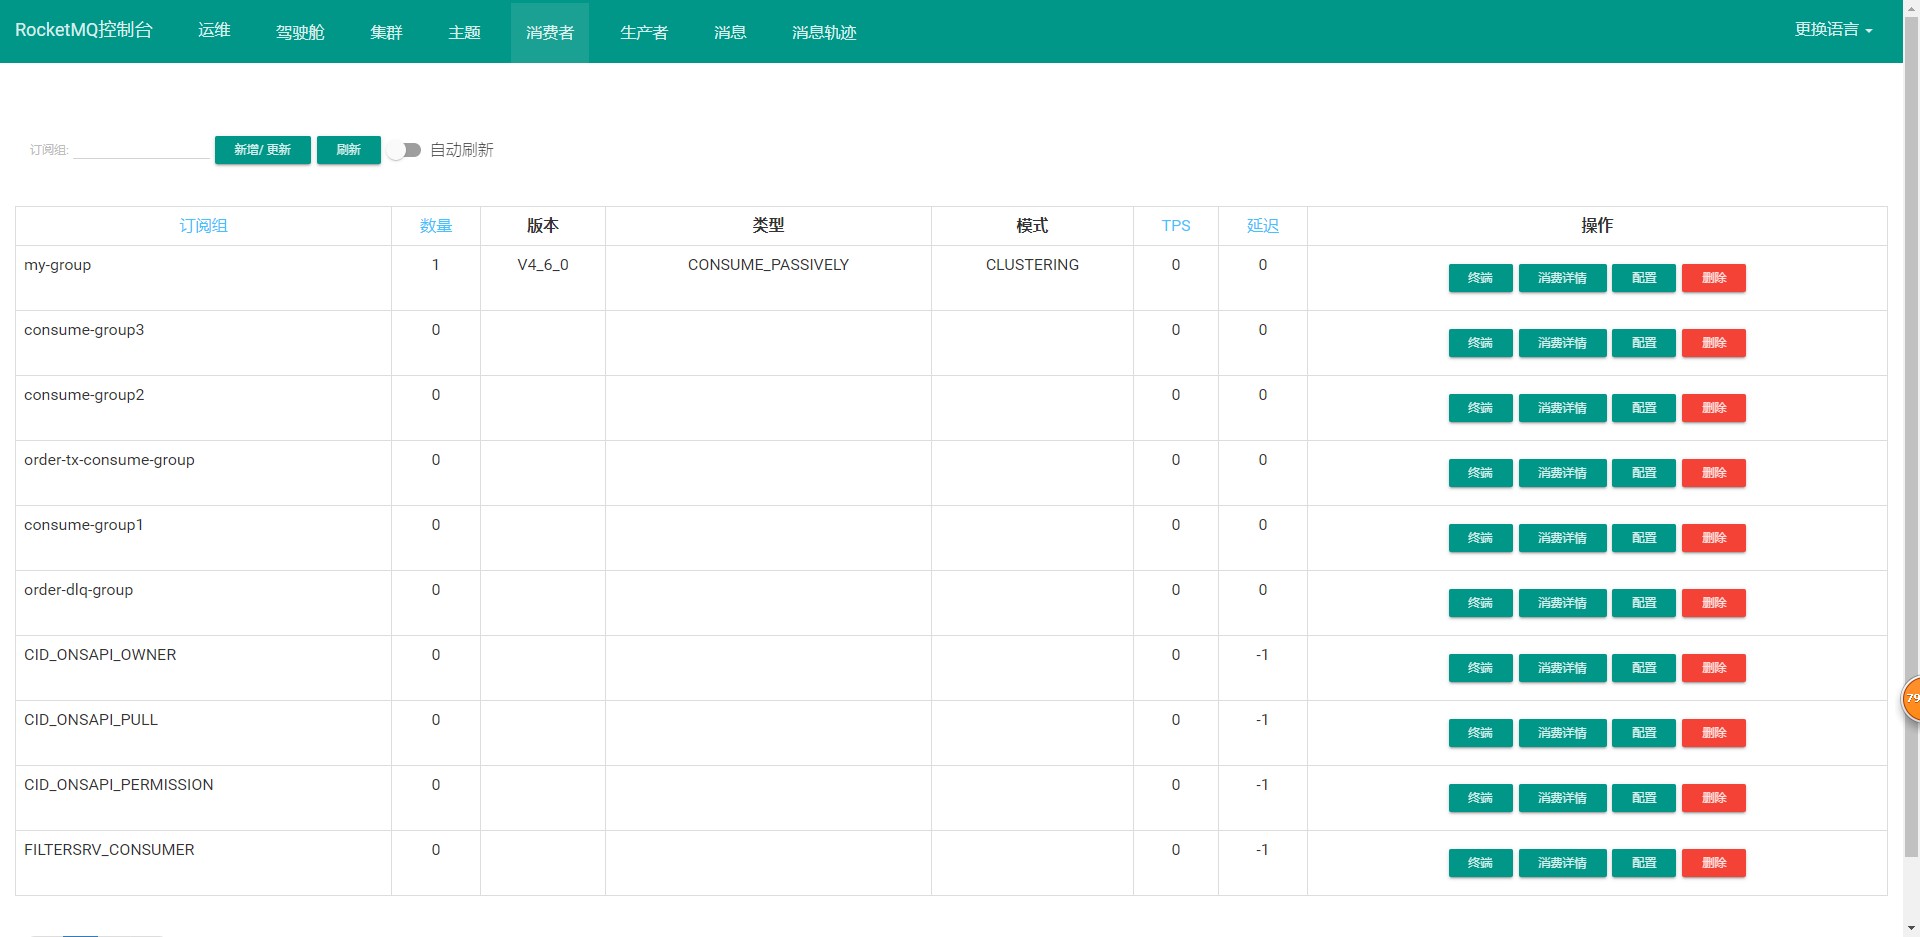 RocketMQ控制台 运维 驾驶舱 集群 主题 消费者 生产者 消息 消息轨迹 更换语言
订阅组: 新增/ 更新 刷新 自动刷新
订阅组 数量 版本 类型 模式 TPS 延迟 操作
my-group 1 V4_6_0 CONSUME_PASSIVELY CLUSTERING 0 0 终端 消费详情 配置 删除
consume-group3 0 0 0 终端 消费详情 配置 删除
consume-group2 0 0 0 终端 消费详情 配置 删除
order-tx-consume-group 0 0 0 终端 消费详情 配置 删除
consume-group1 0 0 0 终端 消费详情 配置 删除
order-dlq-group 0 0 0 终端 消费详情 配置 删除
CID_ONSAPI_OWNER 0 0 -1 终端 消费详情 配置 删除
CID_ONSAPI_PULL 0 0 -1 终端 消费详情 配置 删除
CID_ONSAPI_PERMISSION 0 0 -1 终端 消费详情 配置 删除
FILTERSRV_CONSUMER 0 0 -1 终端 消费详情 配置 删除
79